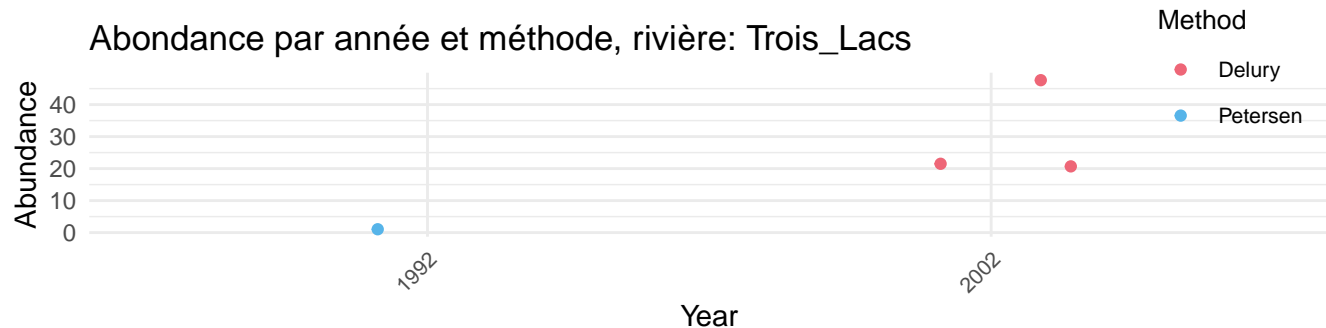 Abondance par année et méthode, rivière: Trois_Lacs
Method
Delury
Petersen
Abundance
40
30
20
10
0
1992
2002
Year